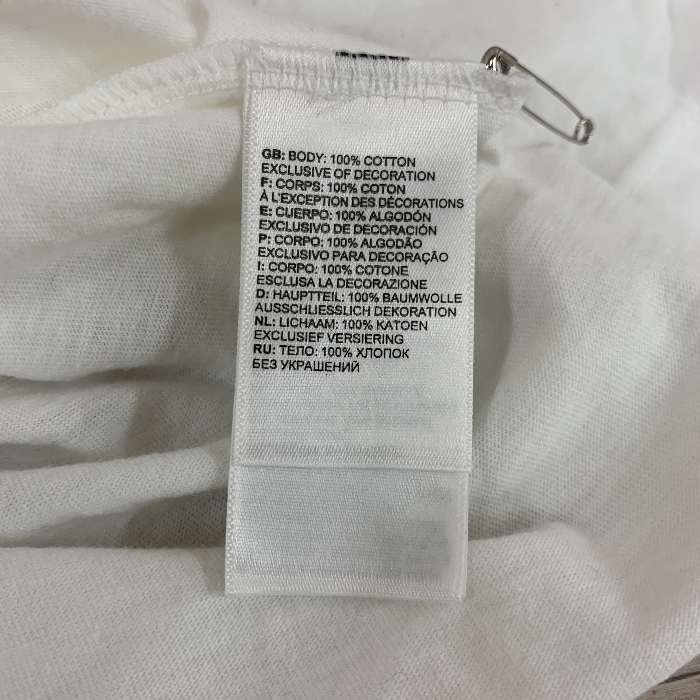 GB: BODY: 100% COTTON
EXCLUSIVE OF DECORATION
F: CORPS: 100% COTON
À L'EXCEPTION DES DÉCORATIONS
E: CUERPO: 100% ALGODÓN
EXCLUSIVO DE DECORACIÓN
P: CORPO: 100% ALGODÃO
EXCLUSIVO PARA DECORAÇÃO
I: CORPO: 100% COTONE
ESCLUSA LA DECORAZIONE
D: HAUPTTEIL: 100% BAUMWOLLE
AUSSCHLIESSLICH DEKORATION
NL: LICHAAM: 100% KATOEN
EXCLUSIEF VERSIERING
RU: ТЕЛО: 100% ХЛОПОК
БЕЗ УКРАШЕНИЙ